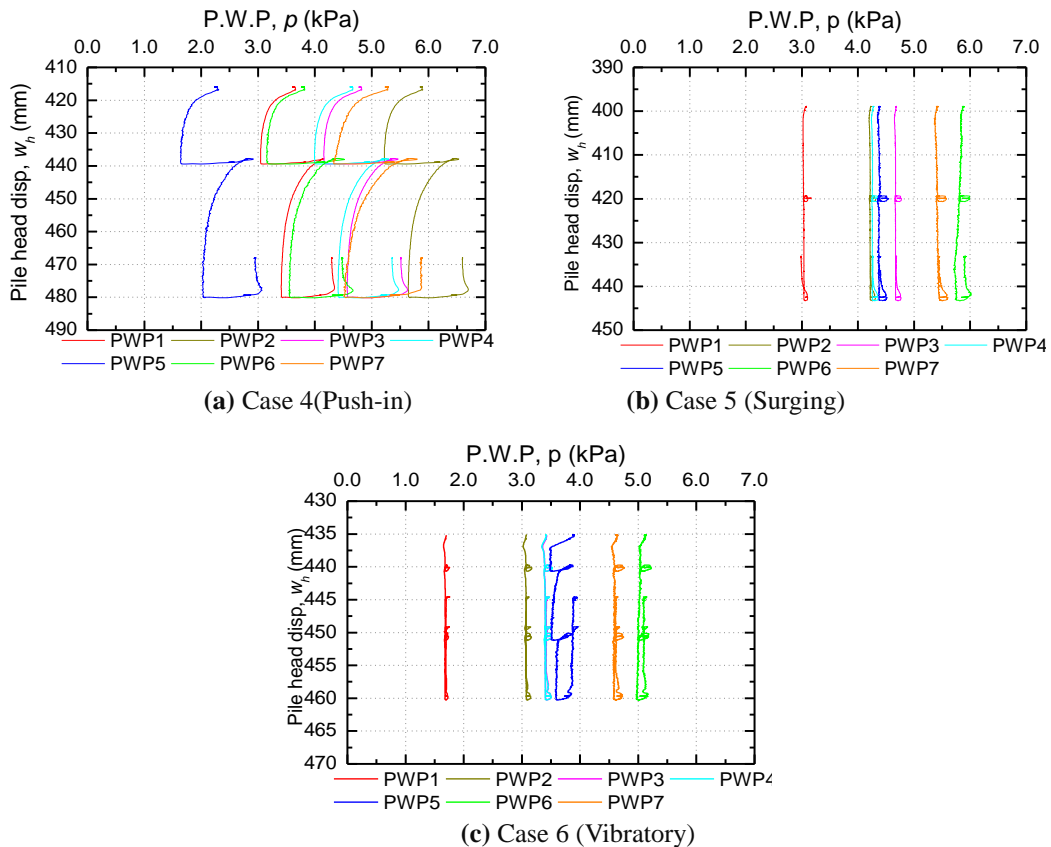 P.W.P, p (kPa)
0.0 1.0 2.0 3.0 4.0 5.0 6.0 7.0
410
420
430
440
450
460
470
480
490
Pile head disp, wh (mm)
PWP1 PWP2 PWP3 PWP4
PWP5 PWP6 PWP7
(a) Case 4(Push-in)
P.W.P, p (kPa)
0.0 3.0 4.0 5.0 6.0 7.0
390
400
410
420
430
440
450
Pile head disp, wh (mm)
PWP1 PWP2 PWP3 PWP4
PWP5 PWP6 PWP7
(b) Case 5 (Surging)
P.W.P, p (kPa)
0.0 1.0 2.0 3.0 4.0 5.0 6.0 7.0
430
435
440
445
450
455
460
465
470
Pile head disp, wh (mm)
PWP1 PWP2 PWP3 PWP4
PWP5 PWP6 PWP7
(c) Case 6 (Vibratory)